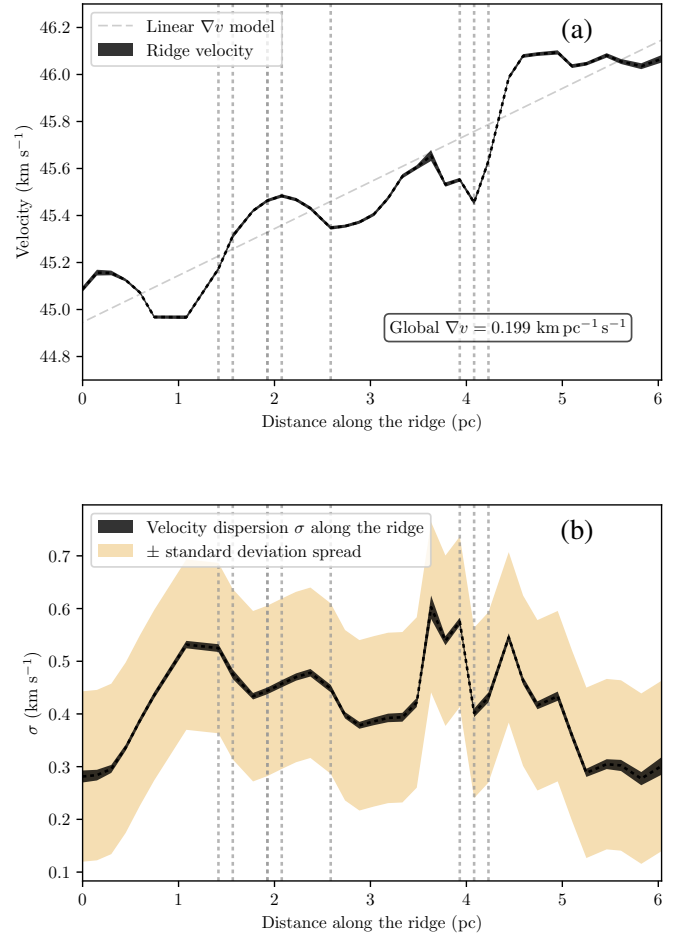 (a)
Linear ∇v model
Ridge velocity
46.2
46.0
45.8
45.6
45.4
45.2
45.0
44.8
Velocity (km s⁻¹)
Global ∇v = 0.199 km pc⁻¹ s⁻¹
0 1 2 3 4 5 6
Distance along the ridge (pc)
(b)
Velocity dispersion σ along the ridge
± standard deviation spread
0.7
0.6
0.5
0.4
0.3
0.2
0.1
σ (km s⁻¹)
0 1 2 3 4 5 6
Distance along the ridge (pc)